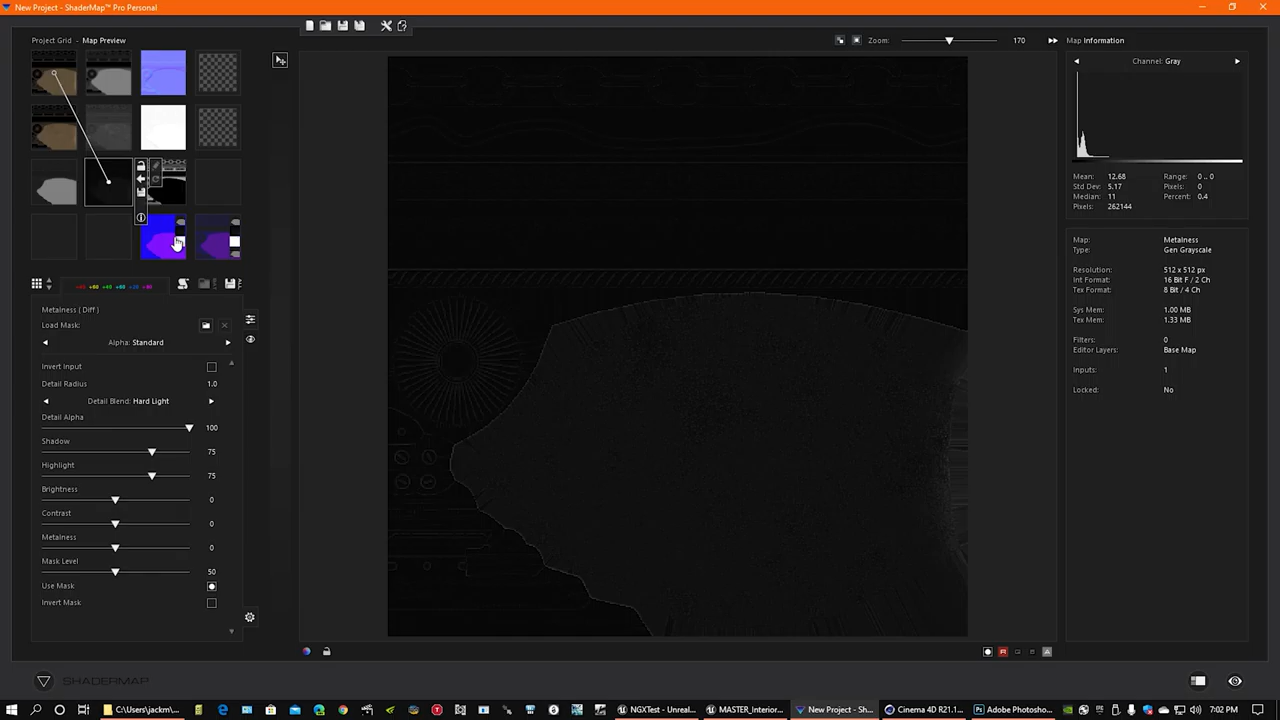 New Project - ShaderMap™ Pro Personal
Project Grid - Map Preview
Zoom: 170
Map Information
Channel: Gray
Mean: 12.68 Range: 0 .. 0
Std Dev: 5.17 Pixels: 0
Median: 11 Percent: 0.4
Pixels: 262144
Map: Metalness
Type: Gen Grayscale
Resolution: 512 x 512 px
Int Format: 16 Bit F / 2 Ch
Tex Format: 8 Bit / 4 Ch
Sys Mem: 1.00 MB
Tex Mem: 1.33 MB
Filters: 0
Editor Layers: Base Map
Inputs: 1
Locked: No
Metalness ( Diff )
Load Mask:
Alpha: Standard
Invert Input
Detail Radius 1.0
Detail Blend: Hard Light
Detail Alpha 100
Shadow 75
Highlight 75
Brightness 0
Contrast 0
Metalness 0
Mask Level 50
Use Mask
Invert Mask
SHADERMAP
C:\Users\jackm\...
NGXTest - Unreal...
MASTER_Interior...
New Project - Sh...
Cinema 4D R21.1...
Adobe Photosho...
7:02 PM